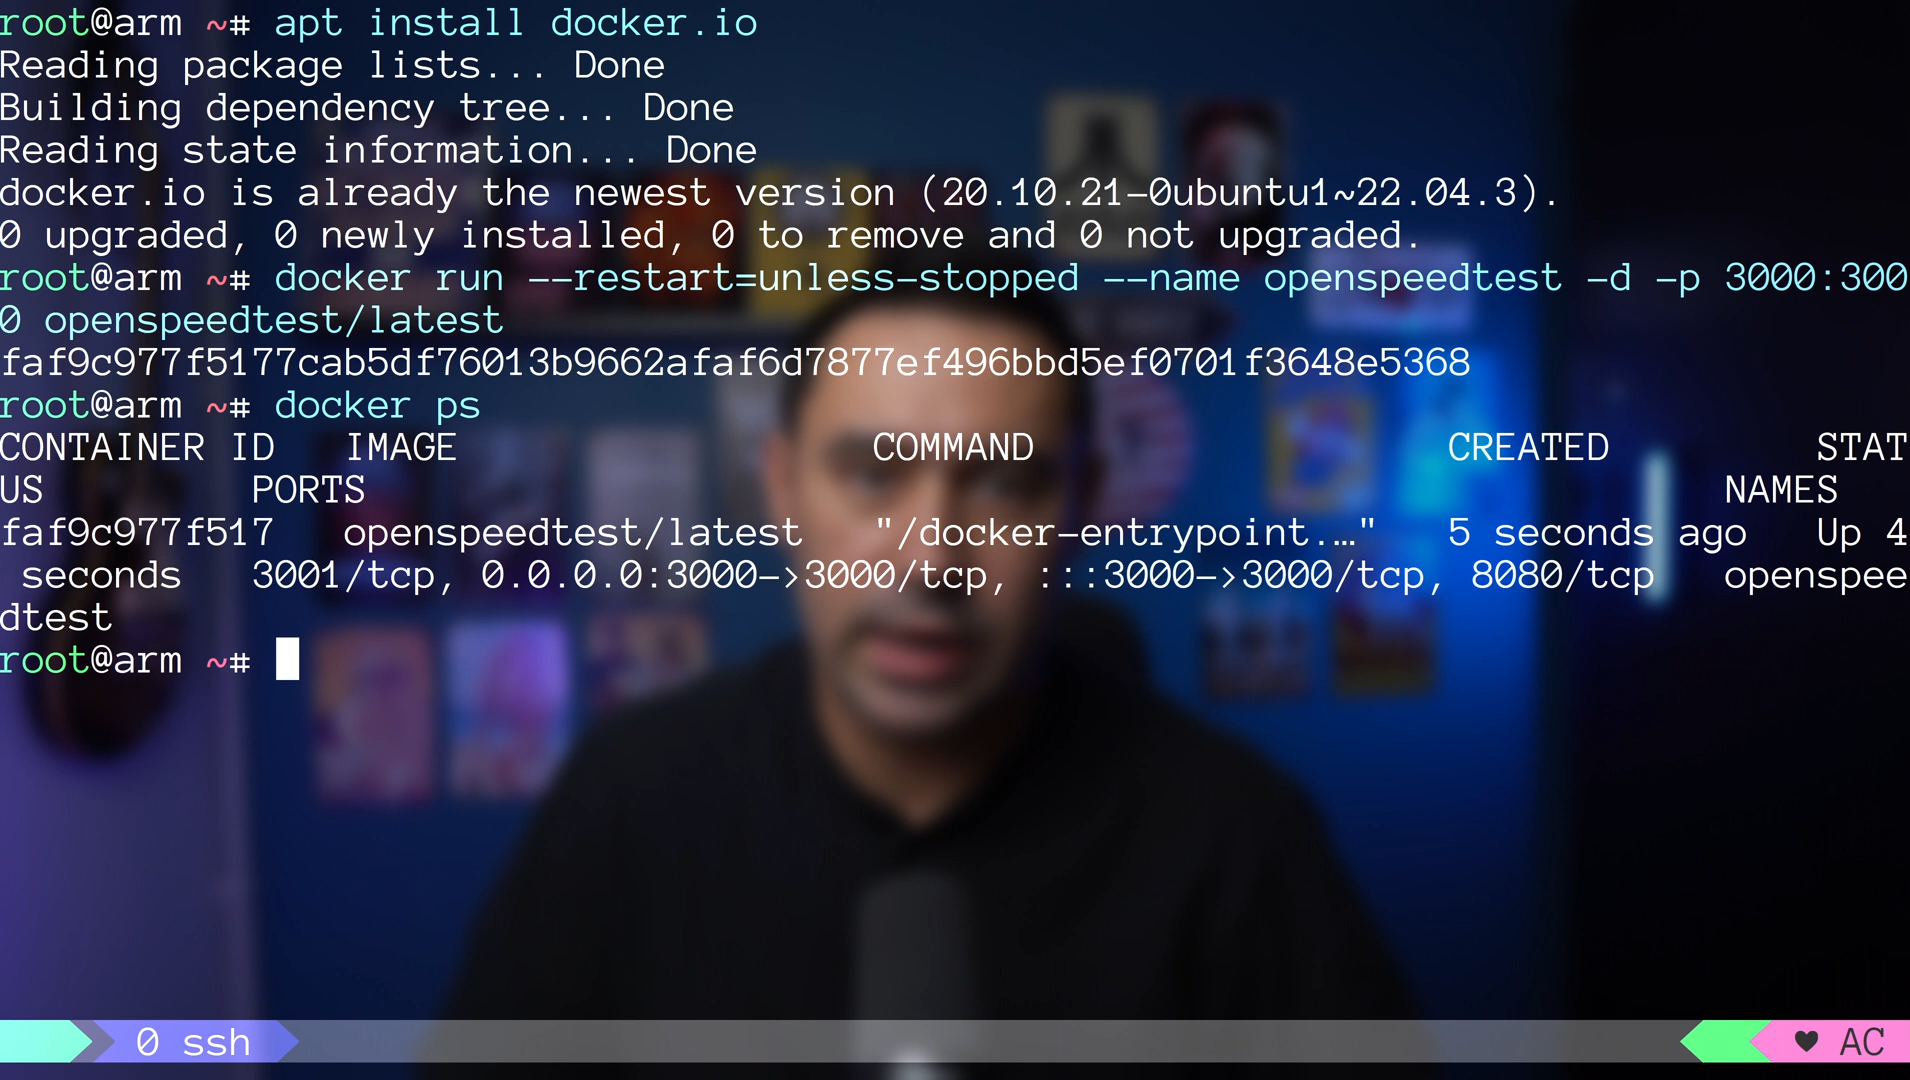 root@arm ~# apt install docker.io
Reading package lists... Done
Building dependency tree... Done
Reading state information... Done
docker.io is already the newest version (20.10.21-0ubuntu1~22.04.3).
0 upgraded, 0 newly installed, 0 to remove and 0 not upgraded.
root@arm ~# docker run --restart=unless-stopped --name openspeedtest -d -p 3000:300
0 openspeedtest/latest
faf9c977f5177cab5df76013b9662afaf6d7877ef496bbd5ef0701f3648e5368
root@arm ~# docker ps
CONTAINER ID   IMAGE                  COMMAND                  CREATED         STAT
US         PORTS                                                           NAMES
faf9c977f517   openspeedtest/latest   "/docker-entrypoint.…"   5 seconds ago   Up 4
 seconds   3001/tcp, 0.0.0.0:3000->3000/tcp, :::3000->3000/tcp, 8080/tcp   openspee
dtest
root@arm ~#
0 ssh ♥ AC